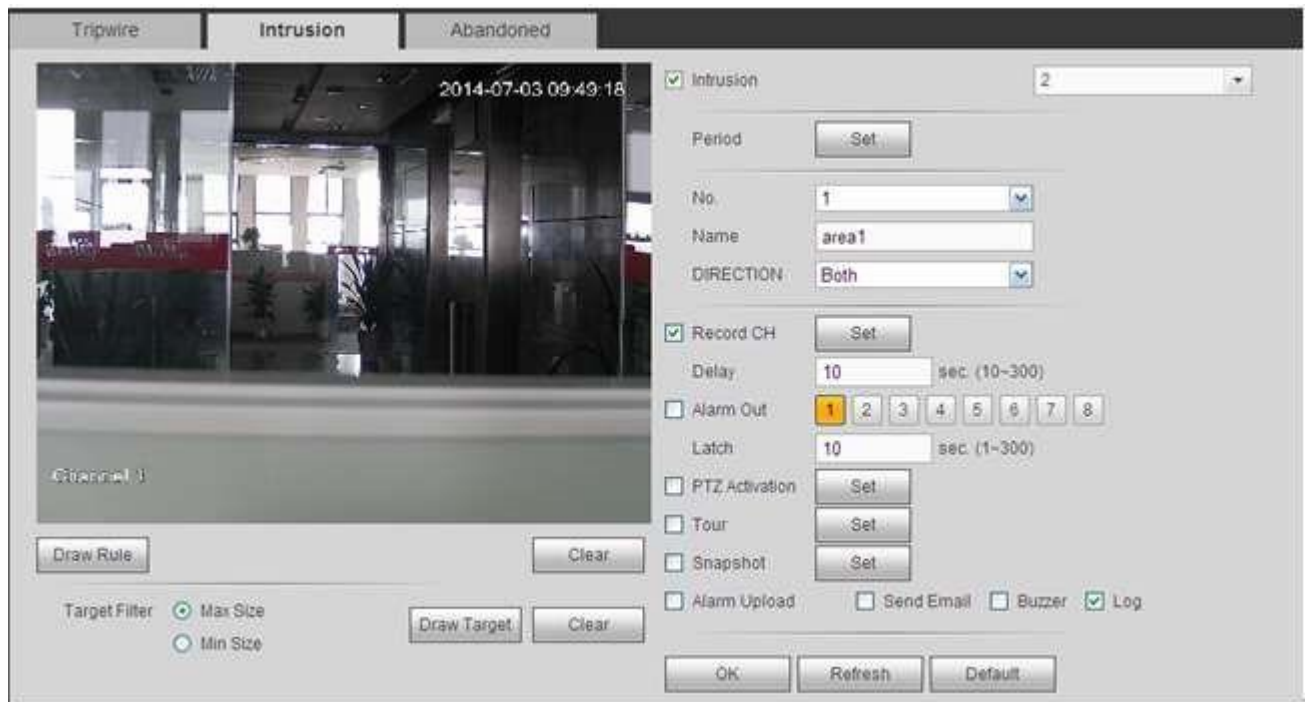 Tripwire Intrusion Abandoned
2014-07-03 09:49:18
Channel 1
Draw Rule Clear
Target Filter Max Size
Min Size
Draw Target Clear
Intrusion 2
Period Set
No. 1
Name area1
DIRECTION Both
Record CH Set
Delay 10 sec. (10~300)
Alarm Out 1 2 3 4 5 6 7 8
Latch 10 sec. (1~300)
PTZ Activation Set
Tour Set
Snapshot Set
Alarm Upload Send Email Buzzer Log
OK Refresh Default